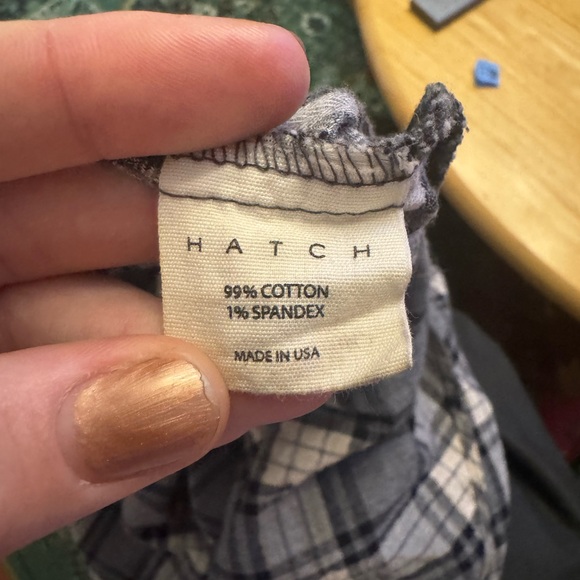 HATCH
99% COTTON
1% SPANDEX
MADE IN USA